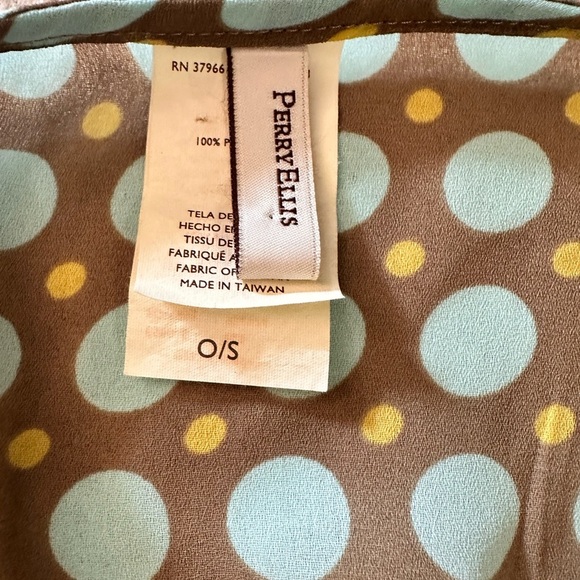 RN 37966
100% P
TELA DE
HECHO E
TISSU DE
FABRIQUÉ A
FABRIC OF
MADE IN TAIWAN
O/S
PERRY ELLIS